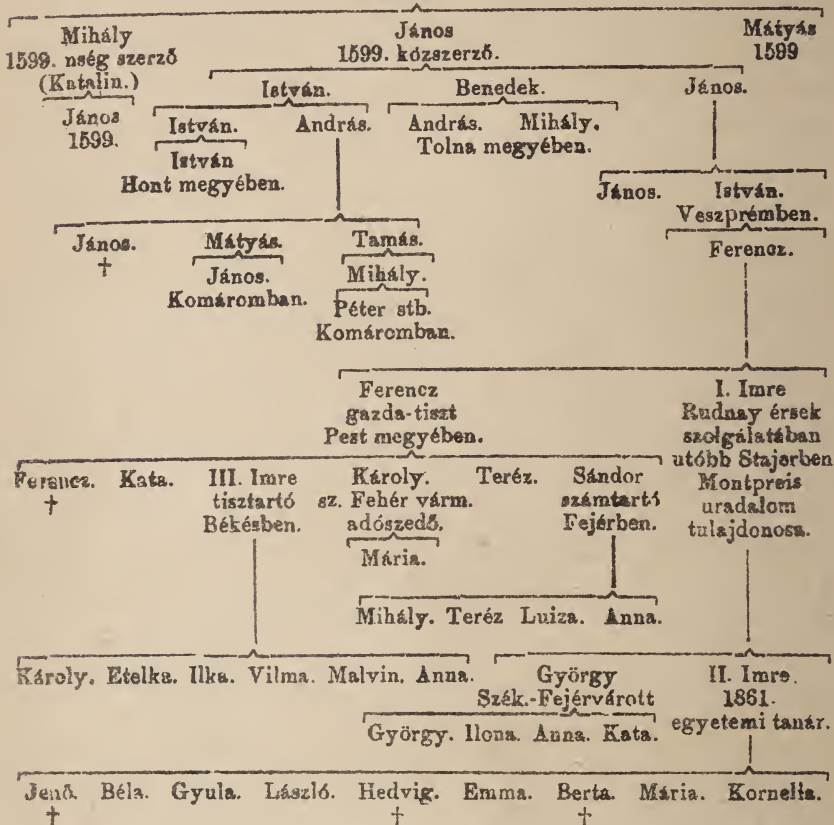 Mihály
1599. nség szerző
(Katalin.)
János
1599. közszerző.
Mátyás
1599
János
1599.
István. Benedek. János.
István. András. András. Mihály.
Tolna megyében.
István
Hont megyében.
János. István.
Veszprémben.
Ferencz.
János. Mátyás. Tamás.
†
János.
Komáromban.
Mihály.
Péter stb.
Komáromban.
Ferencz
gazda-tiszt
Pest megyében.
I. Imre
Rudnay érsek
szolgálatában
utóbb Stajerben
Montpreis
uradalom
tulajdonosa.
Ferencz.
†
Kata.
III. Imre
tisztartó
Békésben.
Károly.
sz. Fehér várm.
adószedő.
Mária.
Teréz.
Sándor
számtartó
Fejérben.
Mihály. Teréz Luiza. Anna.
Károly. Etelka. Ilka. Vilma. Malvin. Anna.
György
Szék.-Fejérvárott
II. Imre.
1861.
egyetemi tanár.
György. Ilona. Anna. Kata.
Jenő. Béla. Gyula. László. Hedvig. Emma. Berta. Mária. Kornelia.
† † †